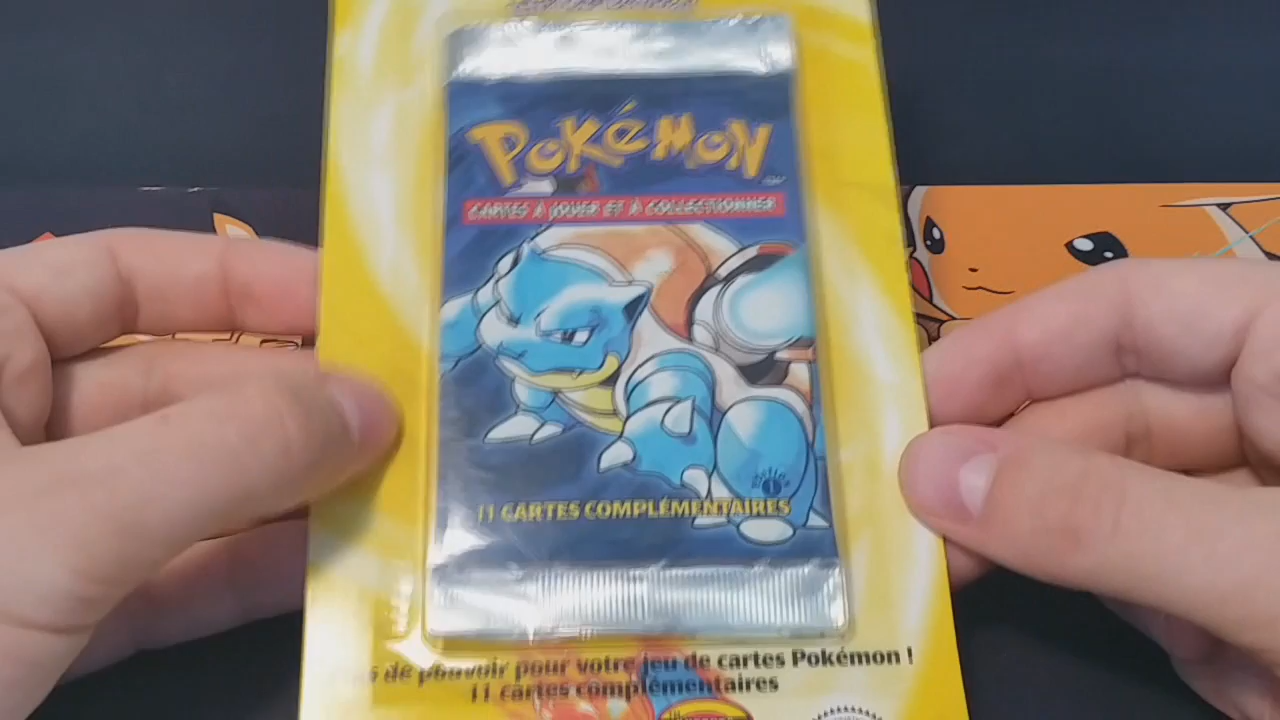 POKÉMON
CARTES À JOUER ET À COLLECTIONNER
11 CARTES COMPLÉMENTAIRES
de pouvoir pour votre jeu de cartes Pokémon !
11 cartes complémentaires